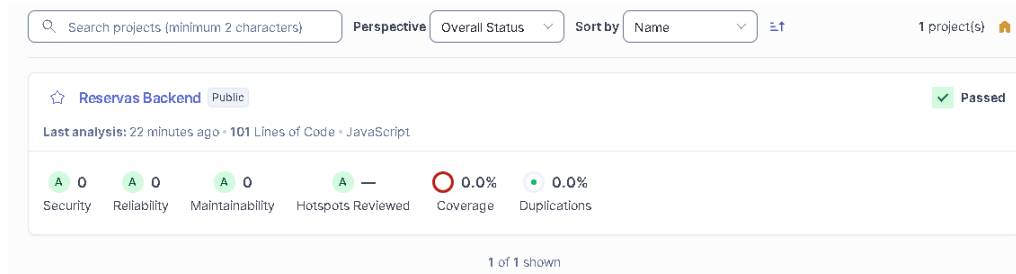 Search projects (minimum 2 characters) Perspective Overall Status Sort by Name 1 project(s)
Reservas Backend Public Passed
Last analysis: 22 minutes ago • 101 Lines of Code • JavaScript
A 0 A 0 A 0 A — 0.0% 0.0%
Security Reliability Maintainability Hotspots Reviewed Coverage Duplications
1 of 1 shown